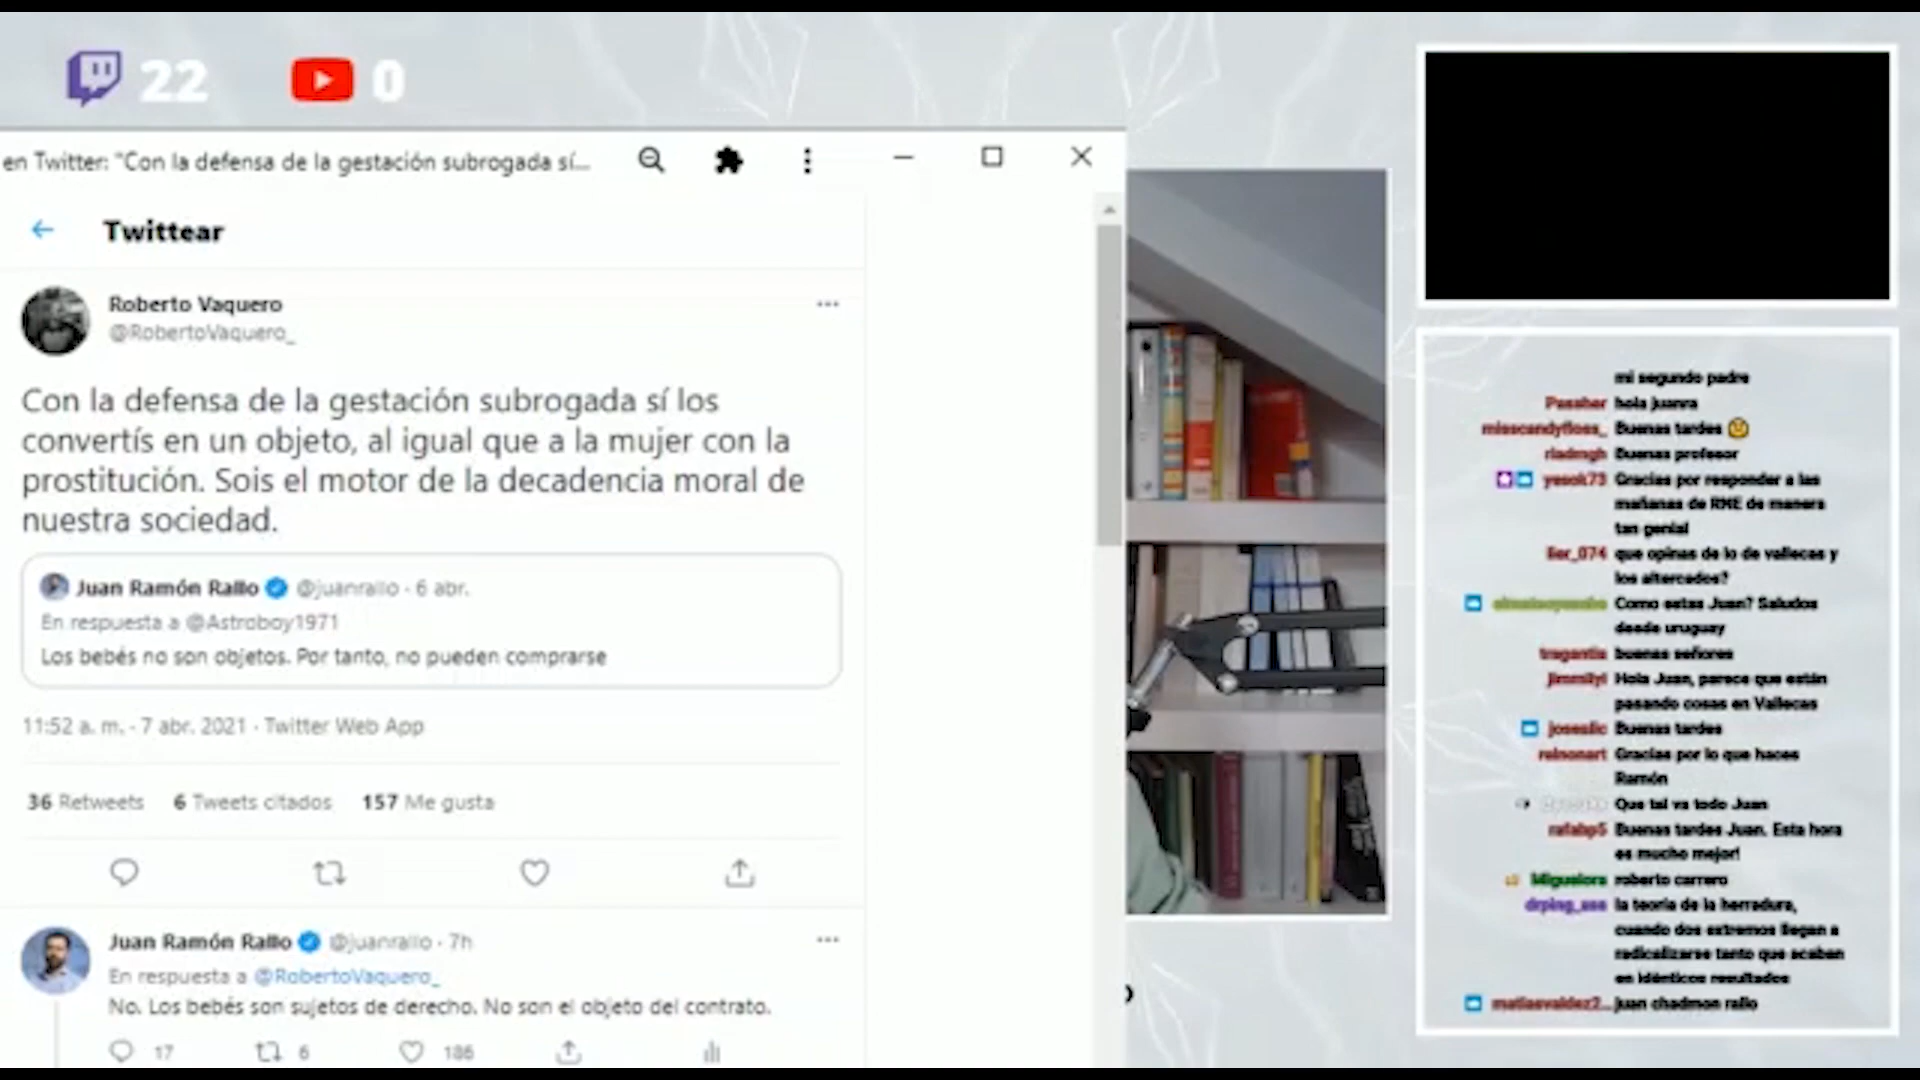 22
0
en Twitter: "Con la defensa de la gestación subrogada sí...
Twittear
Roberto Vaquero
@RobertoVaquero_
Con la defensa de la gestación subrogada sí los
convertís en un objeto, al igual que a la mujer con la
prostitución. Sois el motor de la decadencia moral de
nuestra sociedad.
Juan Ramón Rallo @juanrallo · 6 abr.
En respuesta a @Astroboy1971
Los bebés no son objetos. Por tanto, no pueden comprarse
11:52 a. m. · 7 abr. 2021 · Twitter Web App
36 Retweets 6 Tweets citados 157 Me gusta
Juan Ramón Rallo @juanrallo · 7h
En respuesta a @RobertoVaquero_
No. Los bebés son sujetos de derecho. No son el objeto del contrato.
17 6 186
mi segundo padre
hola juanra
misscandyfloss_ Buenas tardes
Buenas profesor
yesok73 Gracias por responder a las
mañanas de RNE de manera
tan genial
que opinas de lo de vallecas y
los altercados?
Como estas Juan? Saludos
desde uruguay
tragantia buenas señores
Hola Juan, parece que están
pasando cosas en Vallecas
Buenas tardes
Gracias por lo que haces
Ramón
Que tal va todo Juan
rafabp5 Buenas tardes Juan. Esta hora
es mucho mejor!
Miguelora roberto carrero
la teoria de la herradura,
cuando dos extremos llegan a
radicalizarse tanto que acaban
en idénticos resultados
matiasvaldez2... juan chadmon rallo